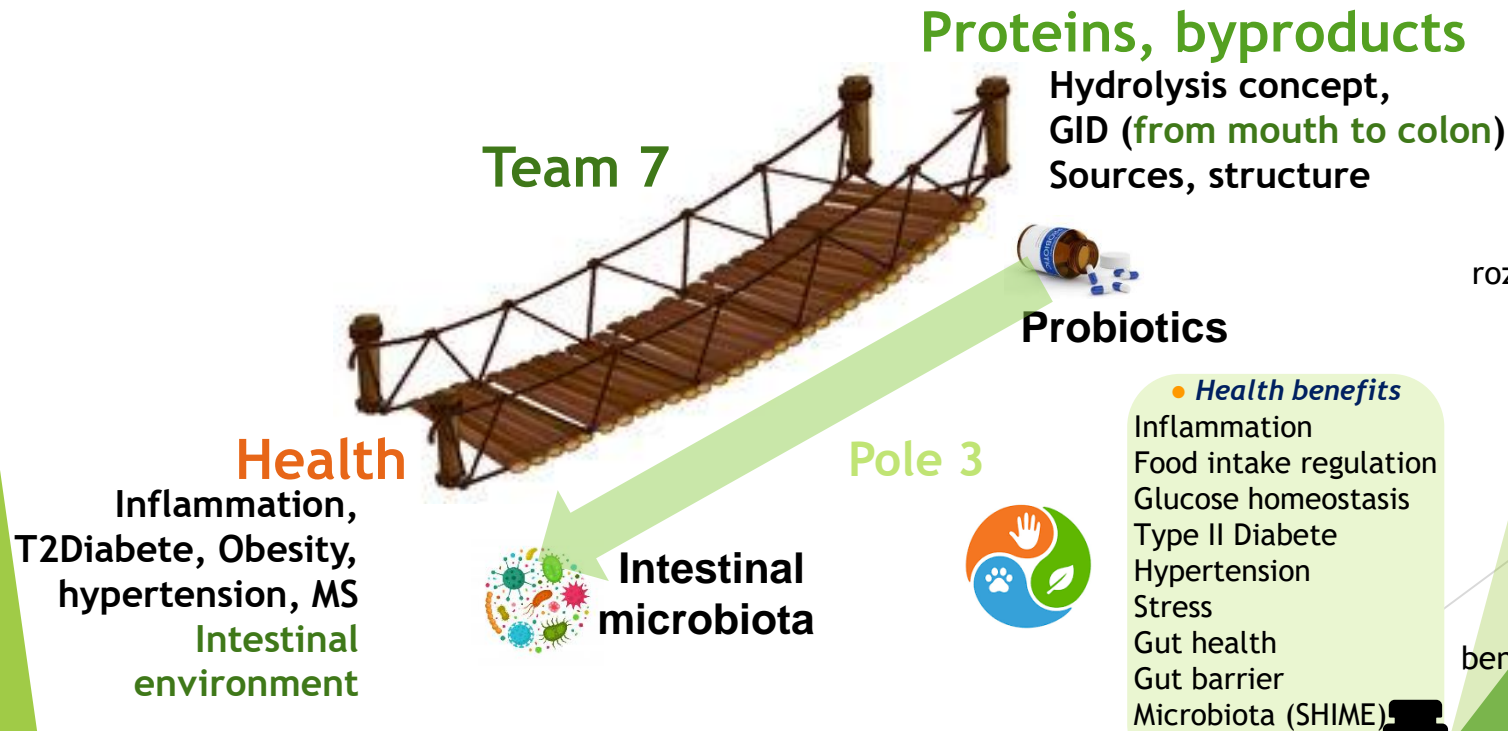 Proteins, byproducts
Hydrolysis concept,
GID (from mouth to colon)
Sources, structure
Team 7
Probiotics
Health
Inflammation,
T2Diabete, Obesity,
hypertension, MS
Intestinal
environment
Pole 3
Intestinal
microbiota
• Health benefits
Inflammation
Food intake regulation
Glucose homeostasis
Type II Diabete
Hypertension
Stress
Gut health
Gut barrier
Microbiota (SHIME)